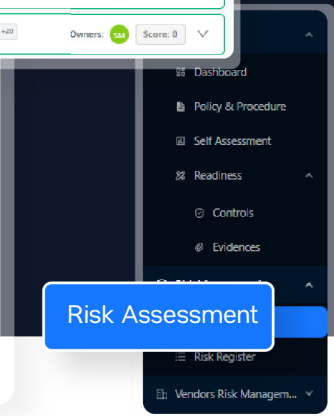 +20 Owners: SM Score: 0
Dashboard
Policy & Procedure
Self Assessment
Readiness
Controls
Evidences
Risk Assessment
Risk Register
Vendors Risk Managem...